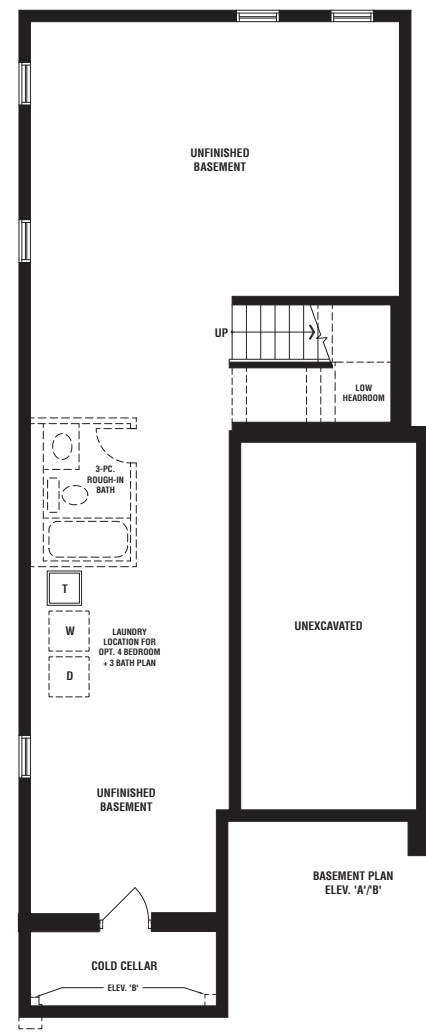 UNFINISHED
BASEMENT
UP
LOW
HEADROOM
3-PC.
ROUGH-IN
BATH
T
W
D
LAUNDRY
LOCATION FOR
OPT. 4 BEDROOM
+ 3 BATH PLAN
UNEXCAVATED
UNFINISHED
BASEMENT
BASEMENT PLAN
ELEV. 'A'/'B'
COLD CELLAR
ELEV. 'B'